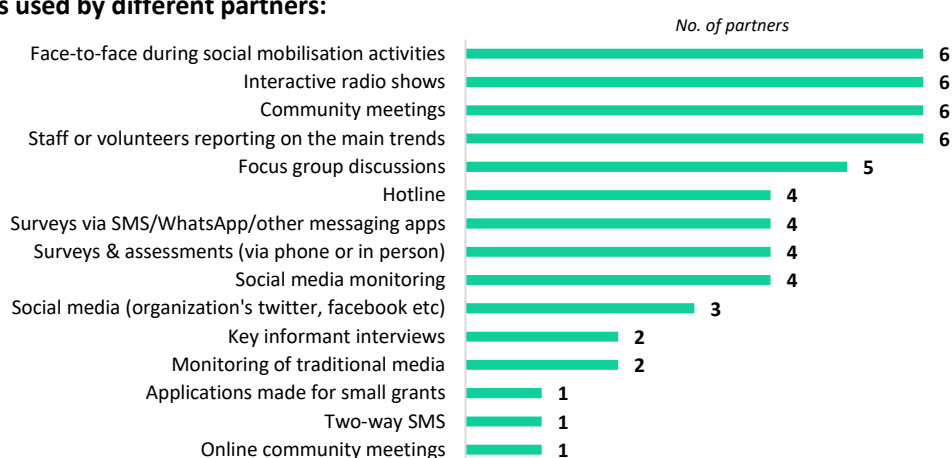 s used by different partners:
No. of partners
Face-to-face during social mobilisation activities 6
Interactive radio shows 6
Community meetings 6
Staff or volunteers reporting on the main trends 6
Focus group discussions 5
Hotline 4
Surveys via SMS/WhatsApp/other messaging apps 4
Surveys & assessments (via phone or in person) 4
Social media monitoring 4
Social media (organization's twitter, facebook etc) 3
Key informant interviews 2
Monitoring of traditional media 2
Applications made for small grants 1
Two-way SMS 1
Online community meetings 1